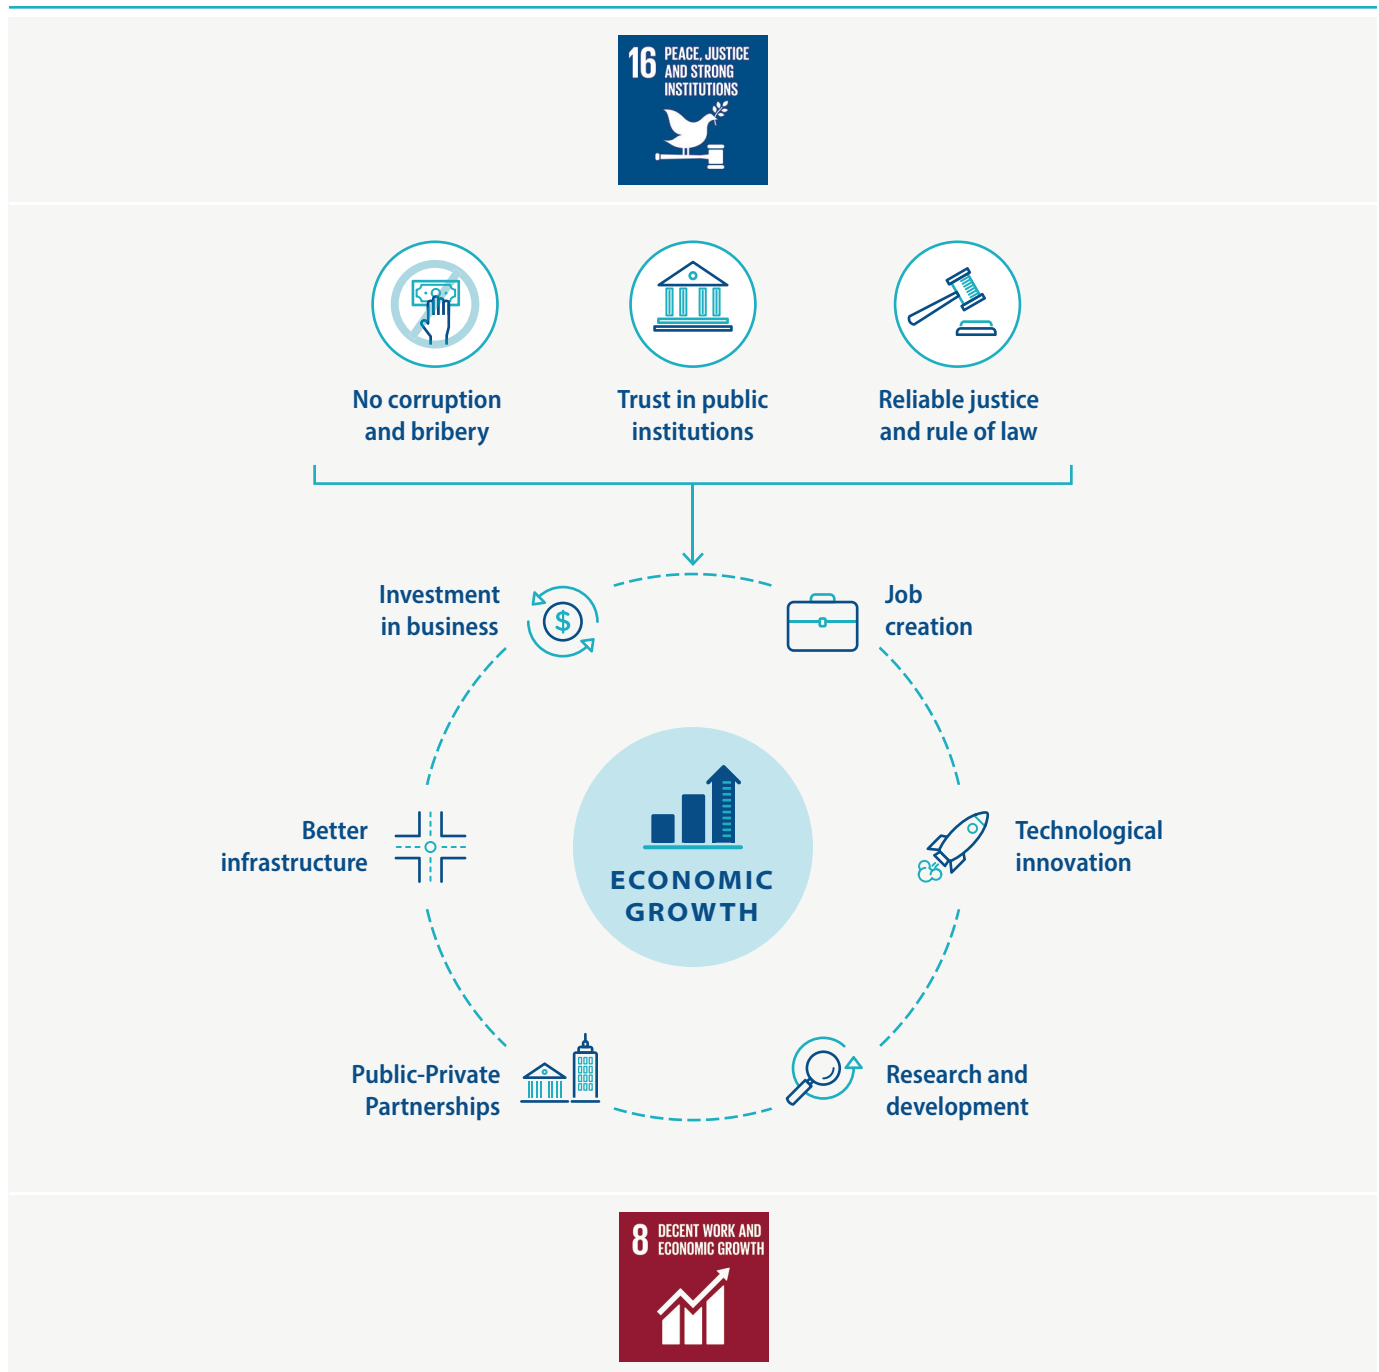 16 PEACE, JUSTICE
AND STRONG
INSTITUTIONS
No corruption
and bribery
Trust in public
institutions
Reliable justice
and rule of law
Investment
in business
$
Job
creation
Better
infrastructure
ECONOMIC
GROWTH
Technological
innovation
Public-Private
Partnerships
Research and
development
8 DECENT WORK AND
ECONOMIC GROWTH